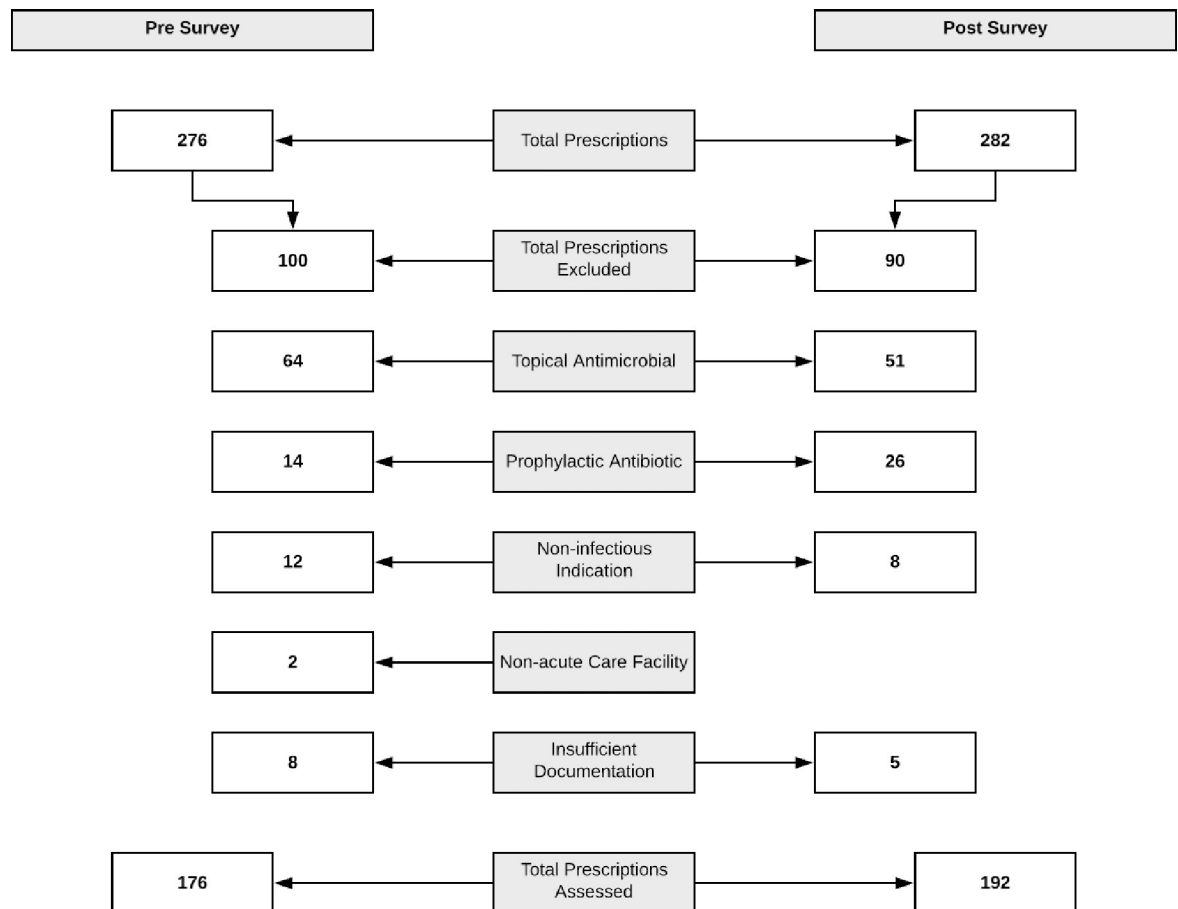 Pre Survey
Post Survey
276
Total Prescriptions
282
100
Total Prescriptions
Excluded
90
64
Topical Antimicrobial
51
14
Prophylactic Antibiotic
26
12
Non-infectious
Indication
8
2
Non-acute Care Facility
8
Insufficient
Documentation
5
176
Total Prescriptions
Assessed
192